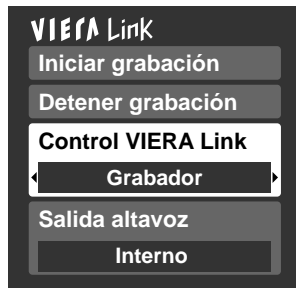 VIERA Link
Iniciar grabación
Detener grabación
Control VIERA Link
Grabador
Salida altavoz
Interno